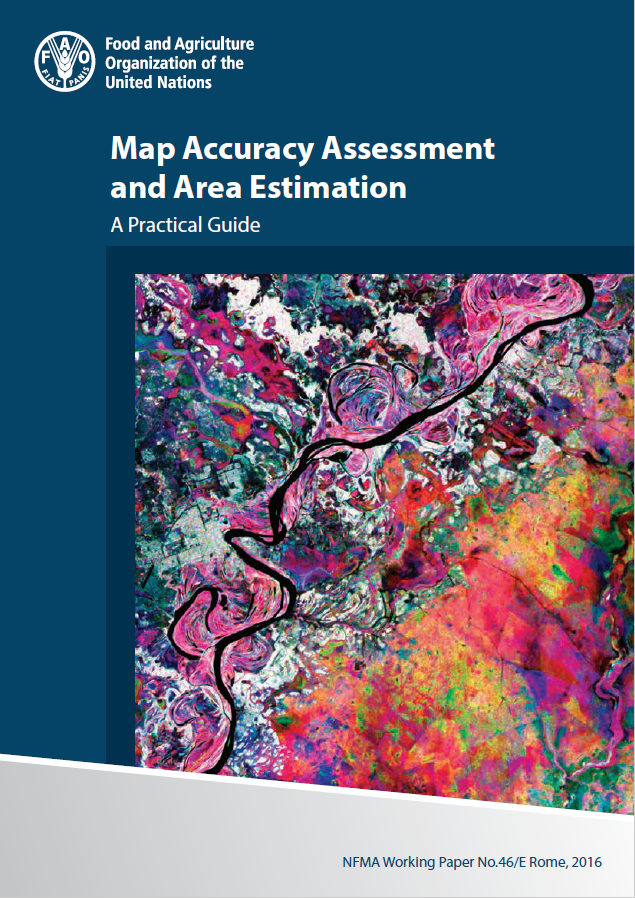 F A O
FIAT PANIS
Food and Agriculture
Organization of the
United Nations
Map Accuracy Assessment
and Area Estimation
A Practical Guide
NFMA Working Paper No.46/E Rome, 2016